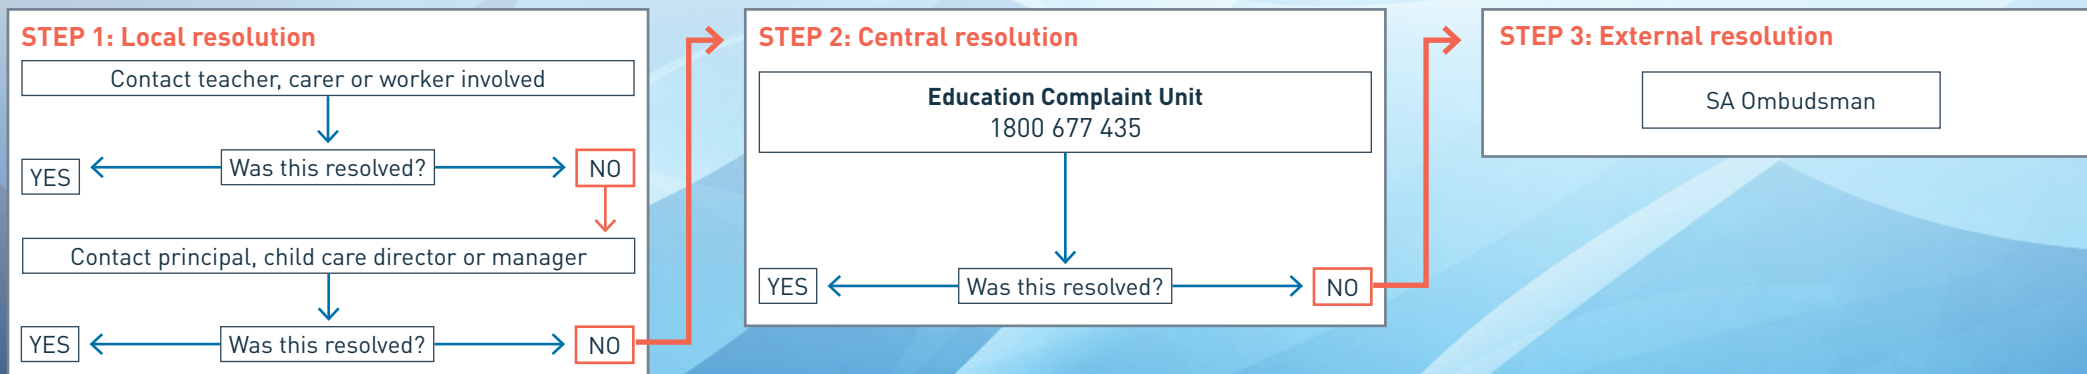 STEP 1: Local resolution
Contact teacher, carer or worker involved
Was this resolved?
YES
NO
Contact principal, child care director or manager
Was this resolved?
YES
NO
STEP 2: Central resolution
Education Complaint Unit
1800 677 435
Was this resolved?
YES
NO
STEP 3: External resolution
SA Ombudsman